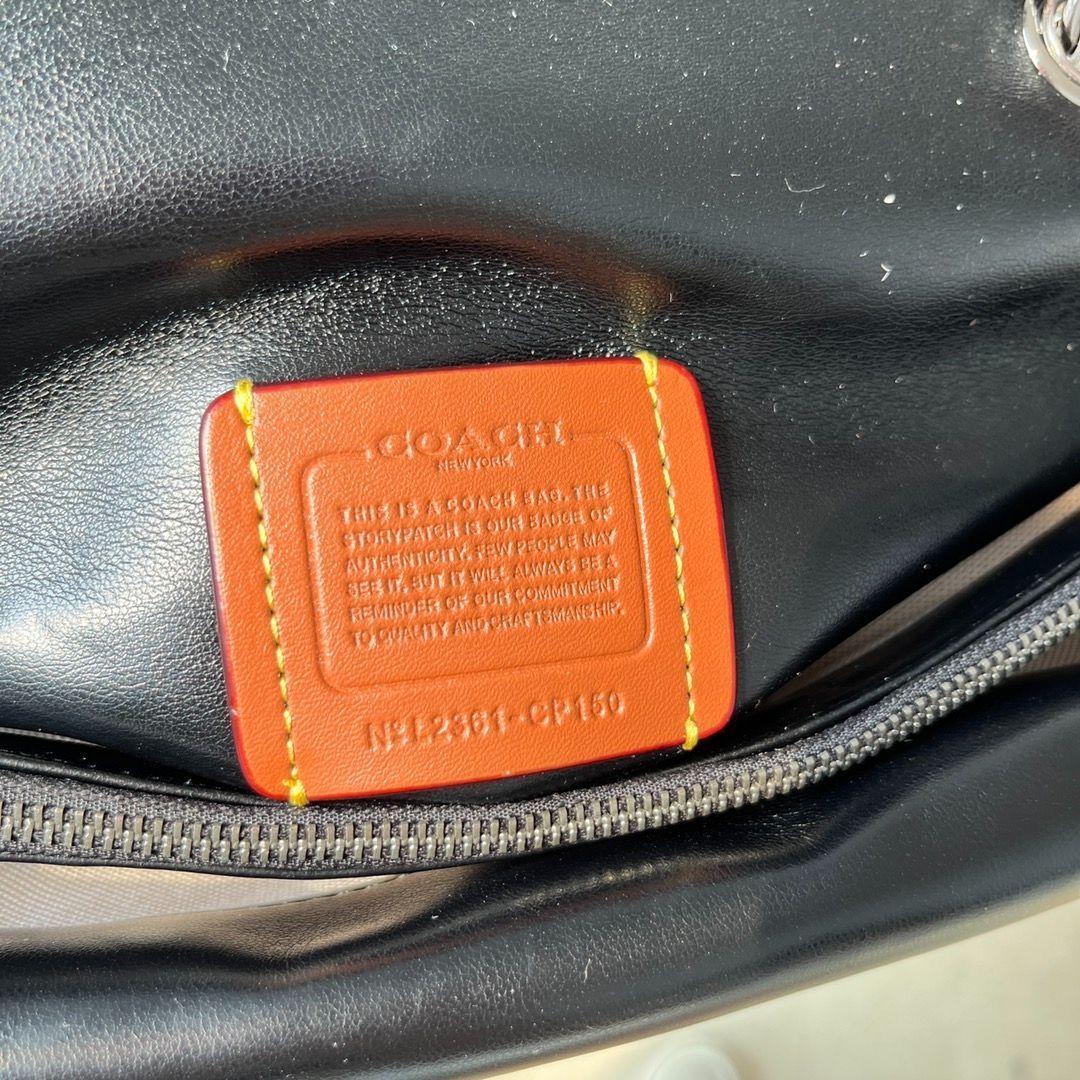 COACH
NEW YORK
THIS IS A COACH BAG. THE
STORYPATCH IS OUR BADGE OF
AUTHENTICITY. FEW PEOPLE MAY
SEE IT, BUT IT WILL ALWAYS BE A
REMINDER OF OUR COMMITMENT
TO QUALITY AND CRAFTSMANSHIP.
No L2361-CP150